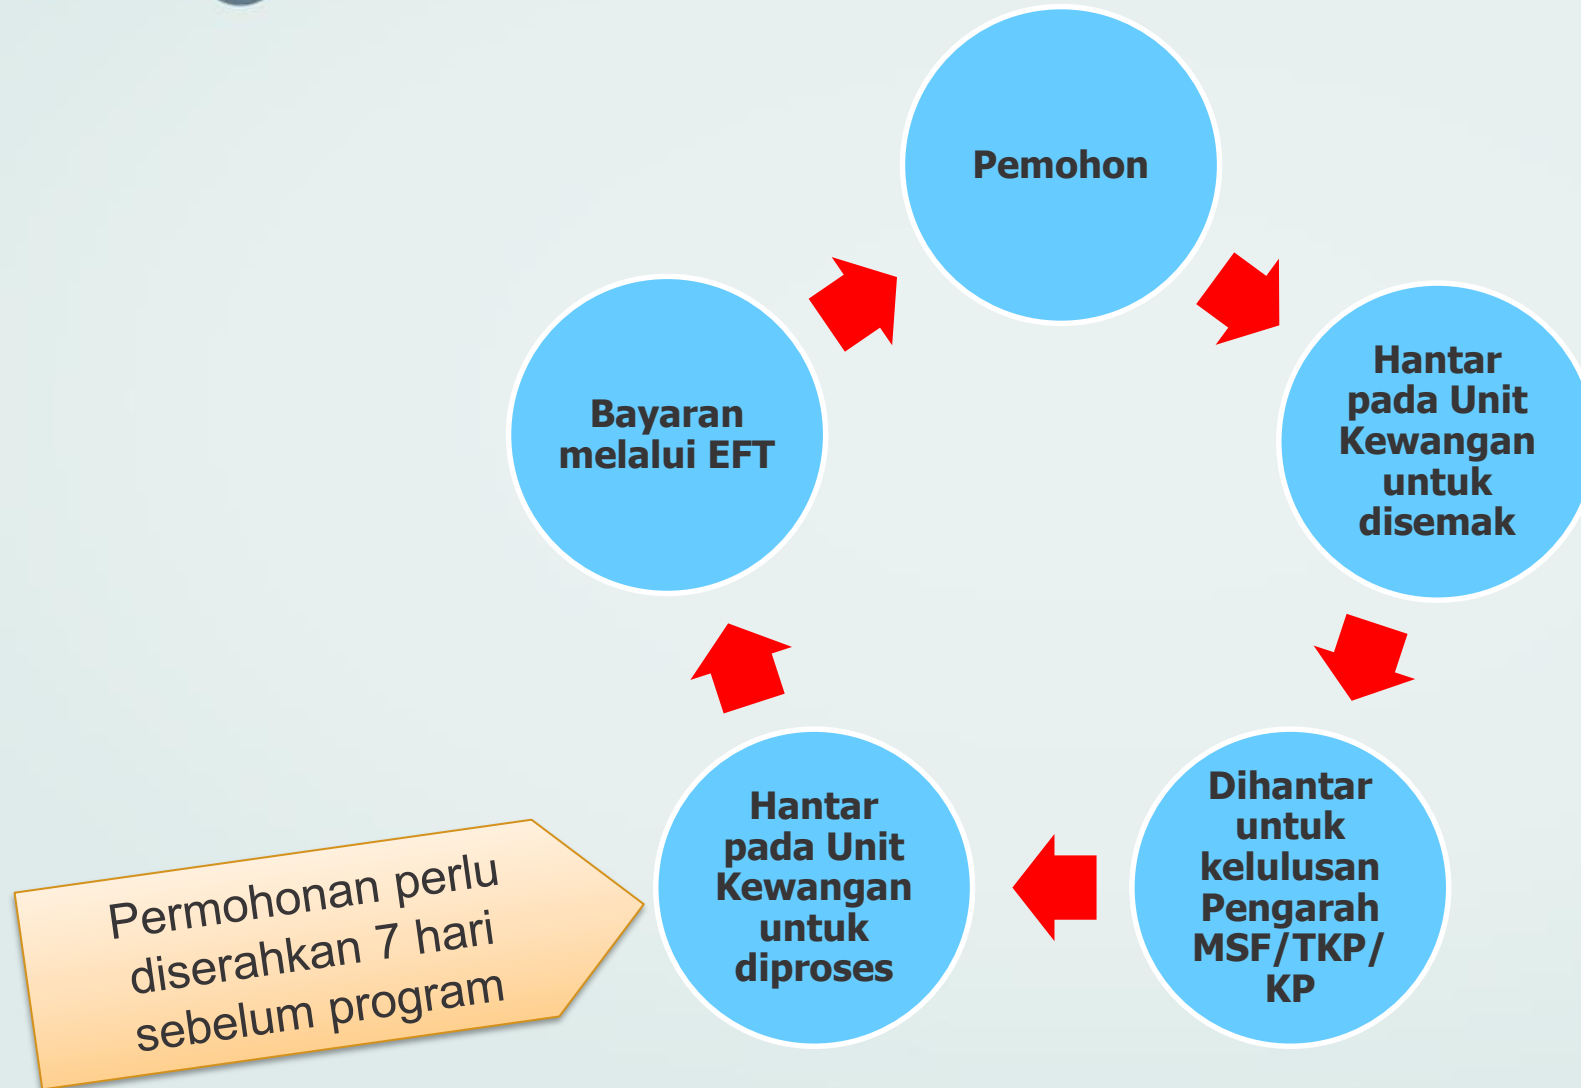 Pemohon
Hantar
pada Unit
Kewangan
untuk
disemak
Dihantar
untuk
kelulusan
Pengarah
MSF/TKP/
KP
Hantar
pada Unit
Kewangan
untuk
diproses
Bayaran
melalui EFT
Permohonan perlu
diserahkan 7 hari
sebelum program